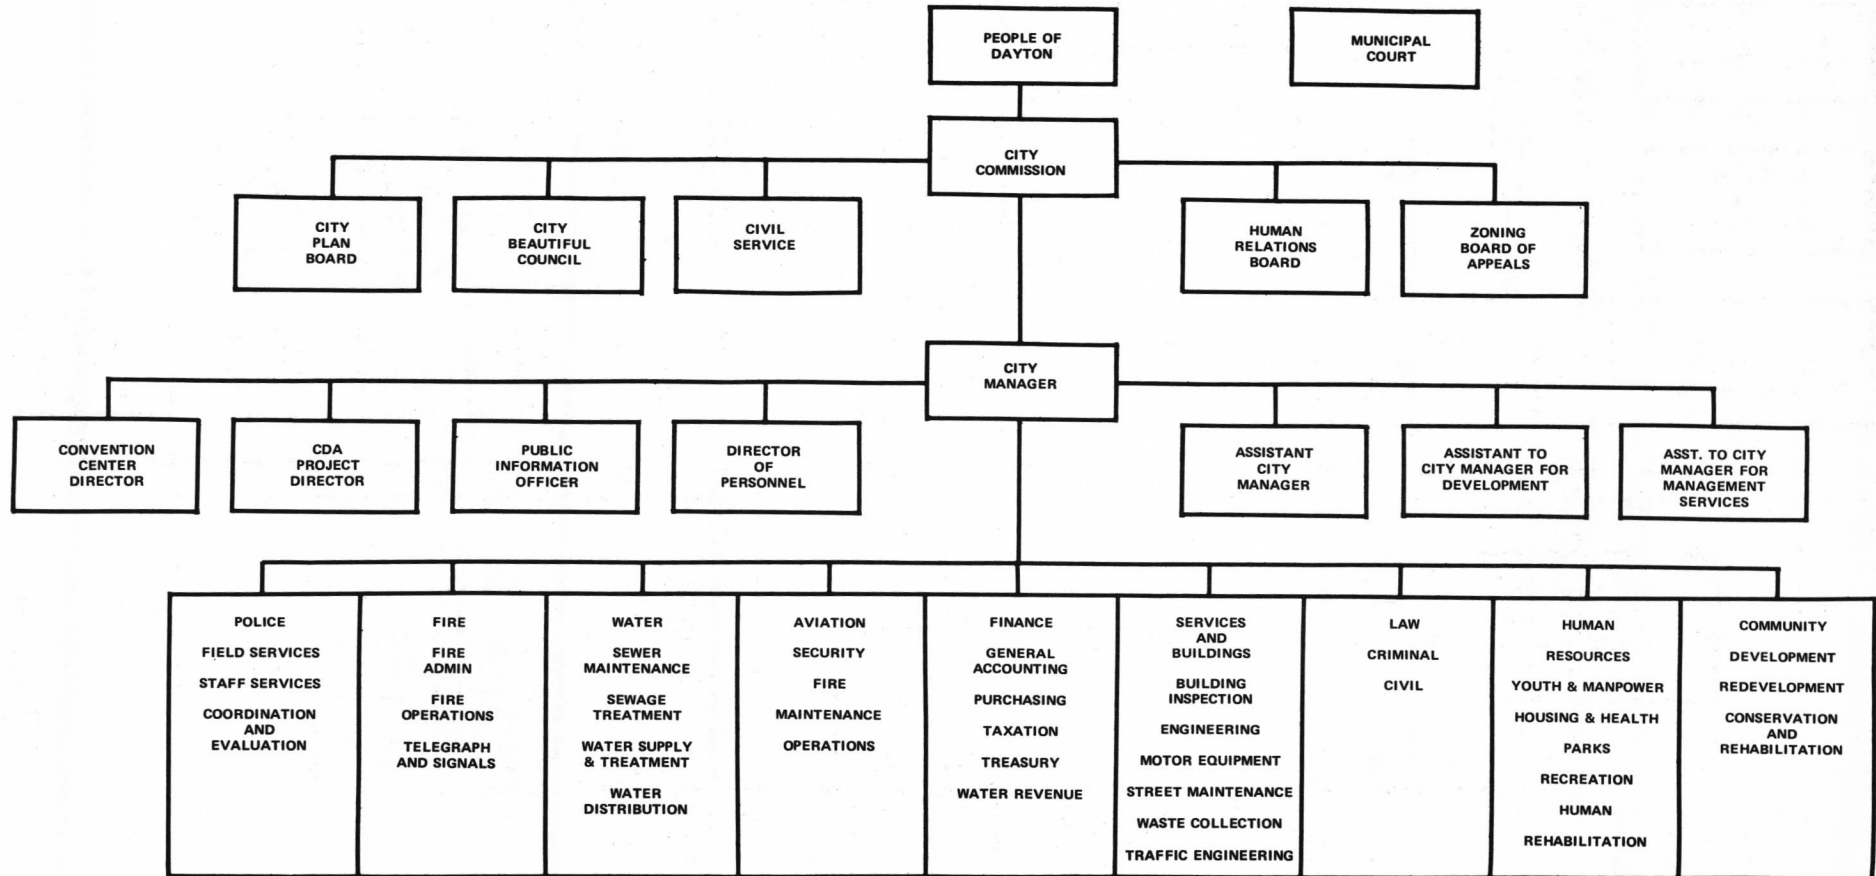 PEOPLE OF
DAYTON
MUNICIPAL
COURT
CITY
COMMISSION
CITY
PLAN
BOARD
CITY
BEAUTIFUL
COUNCIL
CIVIL
SERVICE
HUMAN
RELATIONS
BOARD
ZONING
BOARD OF
APPEALS
CITY
MANAGER
CONVENTION
CENTER
DIRECTOR
CDA
PROJECT
DIRECTOR
PUBLIC
INFORMATION
OFFICER
DIRECTOR
OF
PERSONNEL
ASSISTANT
CITY
MANAGER
ASSISTANT TO
CITY MANAGER FOR
DEVELOPMENT
ASST. TO CITY
MANAGER FOR
MANAGEMENT
SERVICES
POLICE
FIELD SERVICES
STAFF SERVICES
COORDINATION
AND
EVALUATION
FIRE
FIRE
ADMIN
FIRE
OPERATIONS
TELEGRAPH
AND SIGNALS
WATER
SEWER
MAINTENANCE
SEWAGE
TREATMENT
WATER SUPPLY
& TREATMENT
WATER
DISTRIBUTION
AVIATION
SECURITY
FIRE
MAINTENANCE
OPERATIONS
FINANCE
GENERAL
ACCOUNTING
PURCHASING
TAXATION
TREASURY
WATER REVENUE
SERVICES
AND
BUILDINGS
BUILDING
INSPECTION
ENGINEERING
MOTOR EQUIPMENT
STREET MAINTENANCE
WASTE COLLECTION
TRAFFIC ENGINEERING
LAW
CRIMINAL
CIVIL
HUMAN
RESOURCES
YOUTH & MANPOWER
HOUSING & HEALTH
PARKS
RECREATION
HUMAN
REHABILITATION
COMMUNITY
DEVELOPMENT
REDEVELOPMENT
CONSERVATION
AND
REHABILITATION